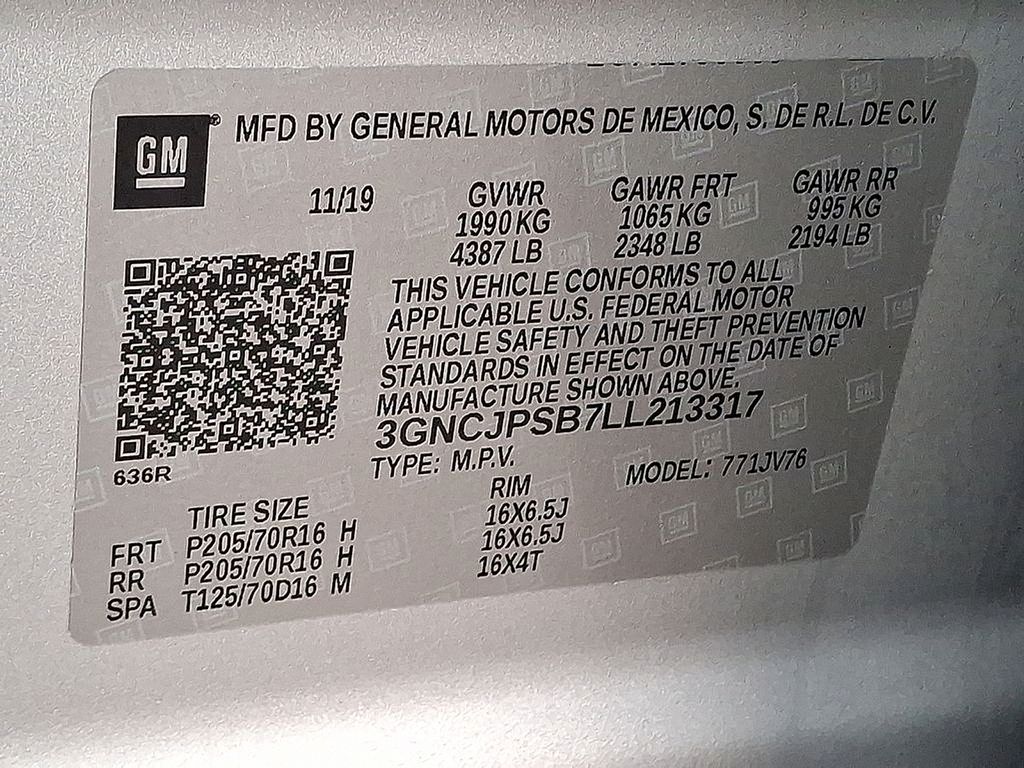 GM
MFD BY GENERAL MOTORS DE MEXICO, S. DE R.L. DE C.V.
11/19 GVWR GAWR FRT GAWR RR
1990 KG 1065 KG 995 KG
4387 LB 2348 LB 2194 LB
THIS VEHICLE CONFORMS TO ALL
APPLICABLE U.S. FEDERAL MOTOR
VEHICLE SAFETY AND THEFT PREVENTION
STANDARDS IN EFFECT ON THE DATE OF
MANUFACTURE SHOWN ABOVE.
3GNCJPSB7LL213317
636R
TYPE: M.P.V. MODEL: 771JV76
TIRE SIZE RIM
FRT P205/70R16 H 16X6.5J
RR P205/70R16 H 16X6.5J
SPA T125/70D16 M 16X4T